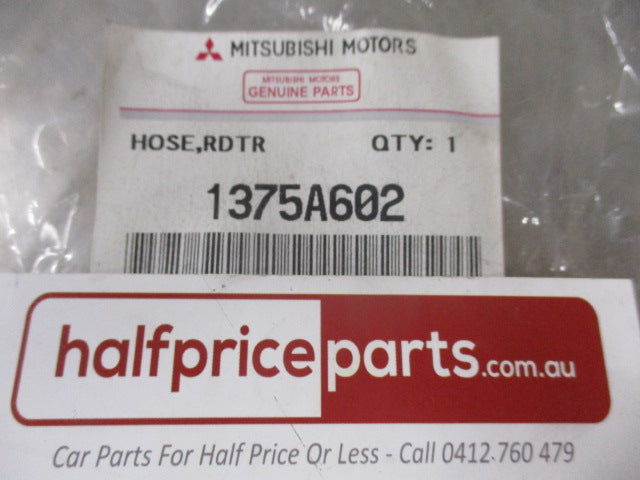 MITSUBISHI MOTORS
MITSUBISHI MOTORS
GENUINE PARTS
HOSE,RDTR QTY: 1
1375A602
halfpriceparts.com.au
Car Parts For Half Price Or Less - Call 0412 760 479